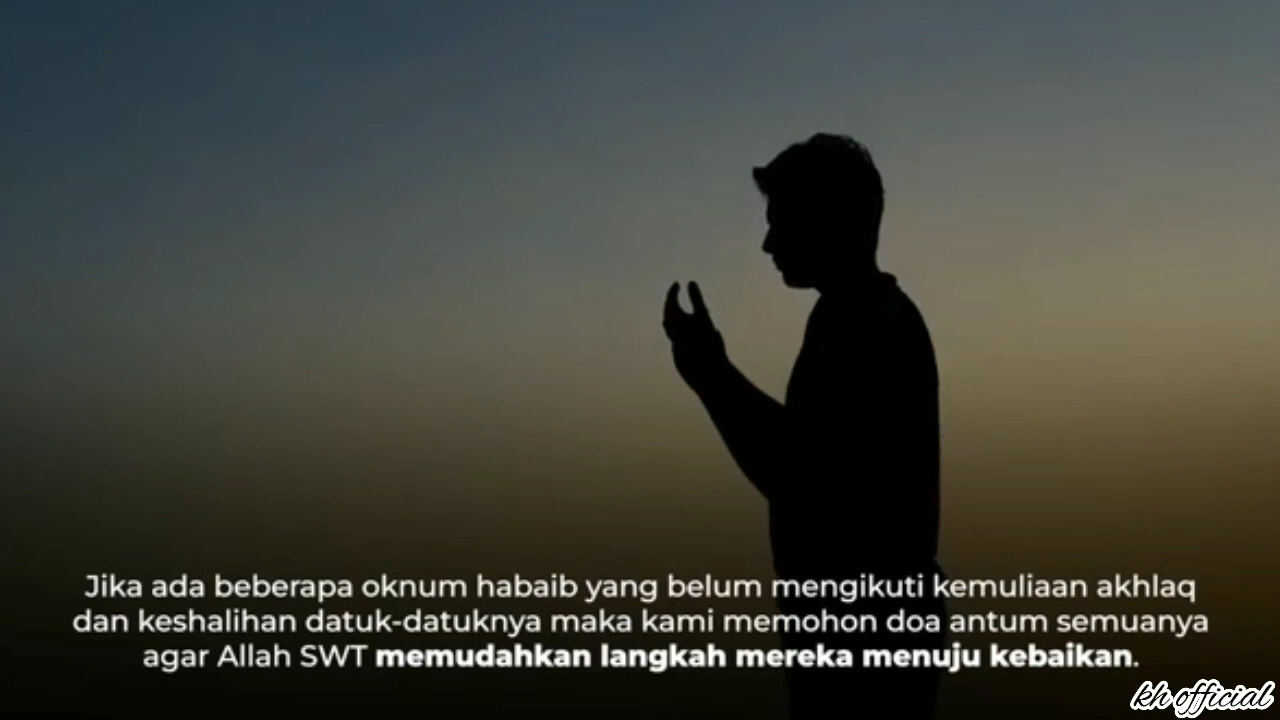 Jika ada beberapa oknum habaib yang belum mengikuti kemuliaan akhlaq
dan keshalihan datuk-datuknya maka kami memohon doa antum semuanya
agar Allah SWT memudahkan langkah mereka menuju kebaikan.
kh official